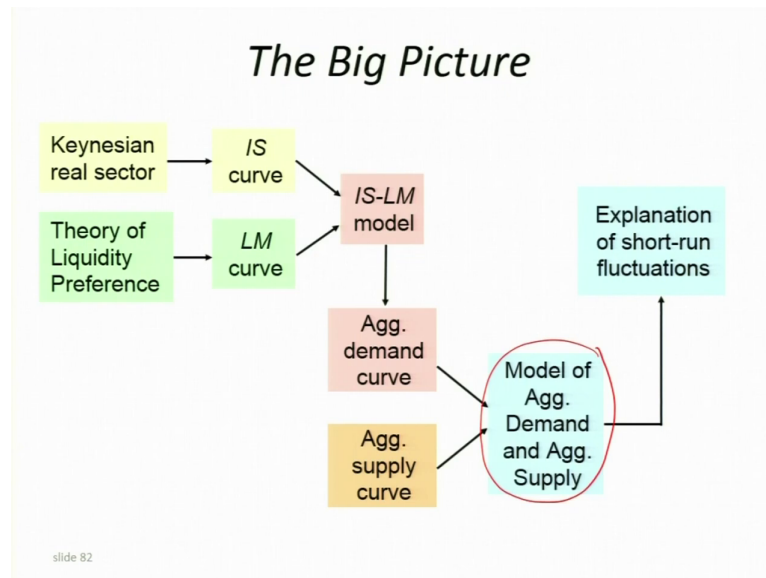 The Big Picture
Keynesian
real sector
IS
curve
Theory of
Liquidity
Preference
LM
curve
IS-LM
model
Agg.
demand
curve
Agg.
supply
curve
Model of
Agg.
Demand
and Agg.
Supply
Explanation
of short-run
fluctuations
slide 82